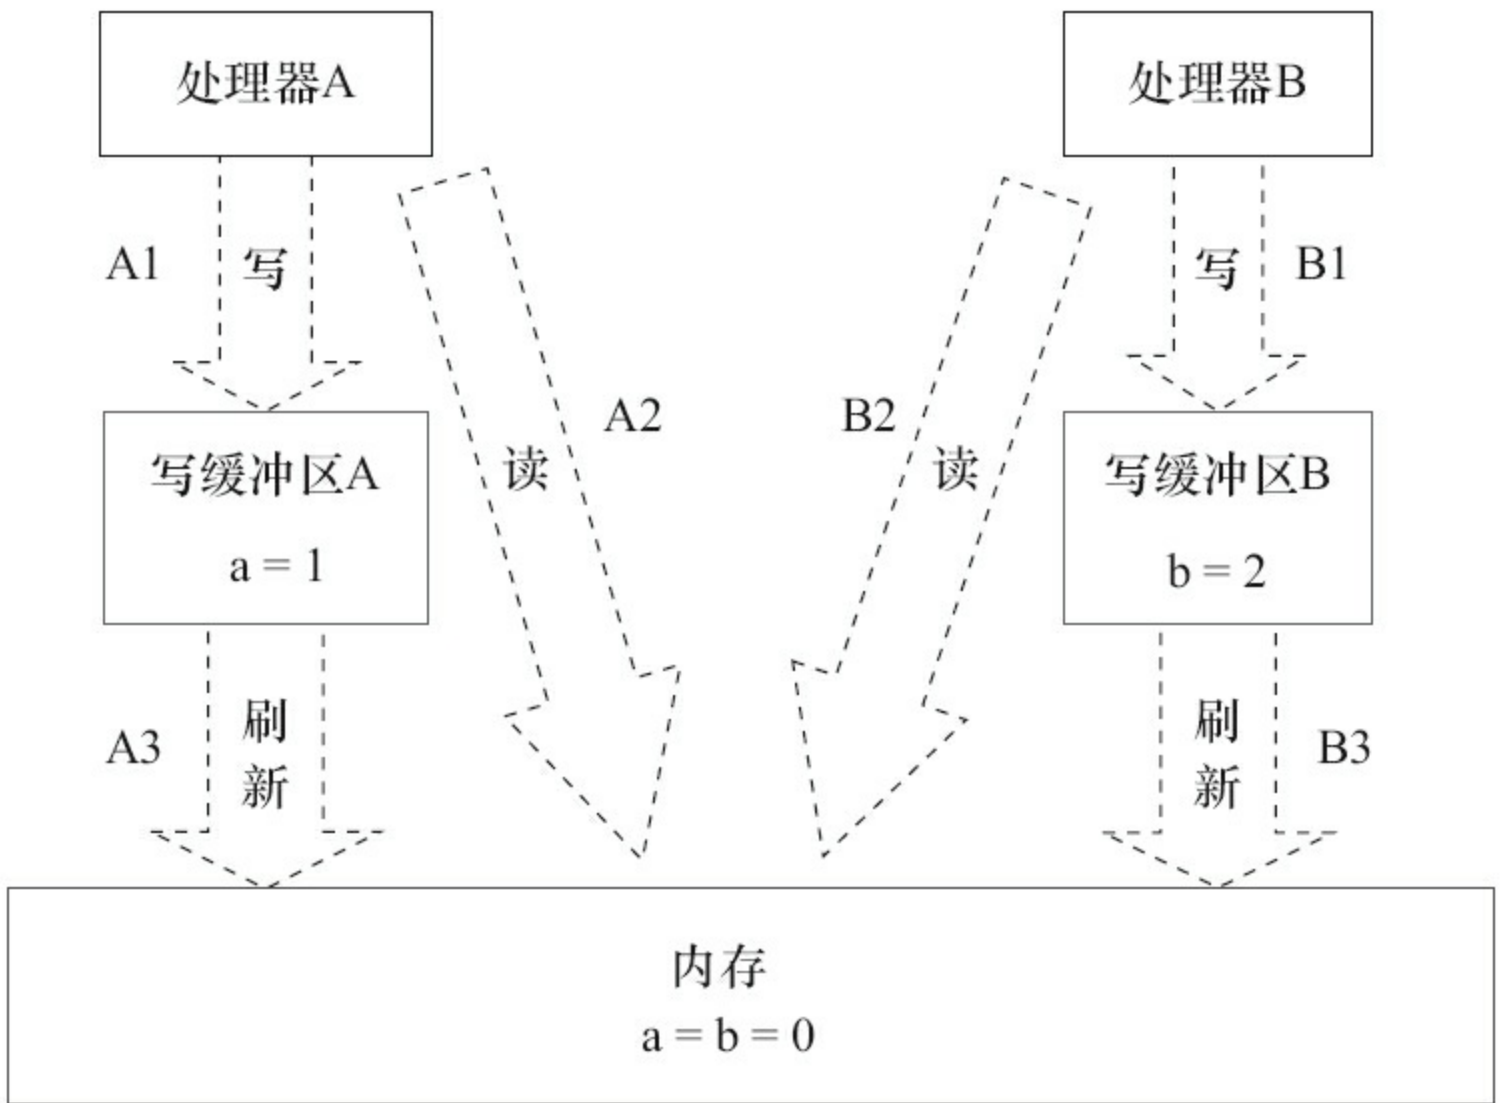 处理器A
处理器B
A1
写
写
B1
A2
B2
读
读
写缓冲区A
a = 1
写缓冲区B
b = 2
A3
刷
新
刷
新
B3
内存
a = b = 0